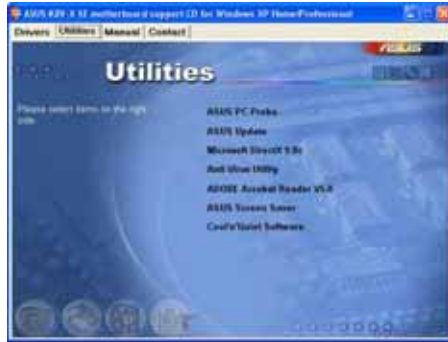 ASUS K8V-X SE motherboard support CD for Windows XP Home/Professional
Drivers Utilities Manual Contact
ASUS
Utilities
Please select items on the right
side.
ASUS PC Probe
ASUS Update
Microsoft DirectX 9.0c
Anti Virus Utility
ADOBE Acrobat Reader V5.0
ASUS Screen Saver
Cool'n'Quiet Software